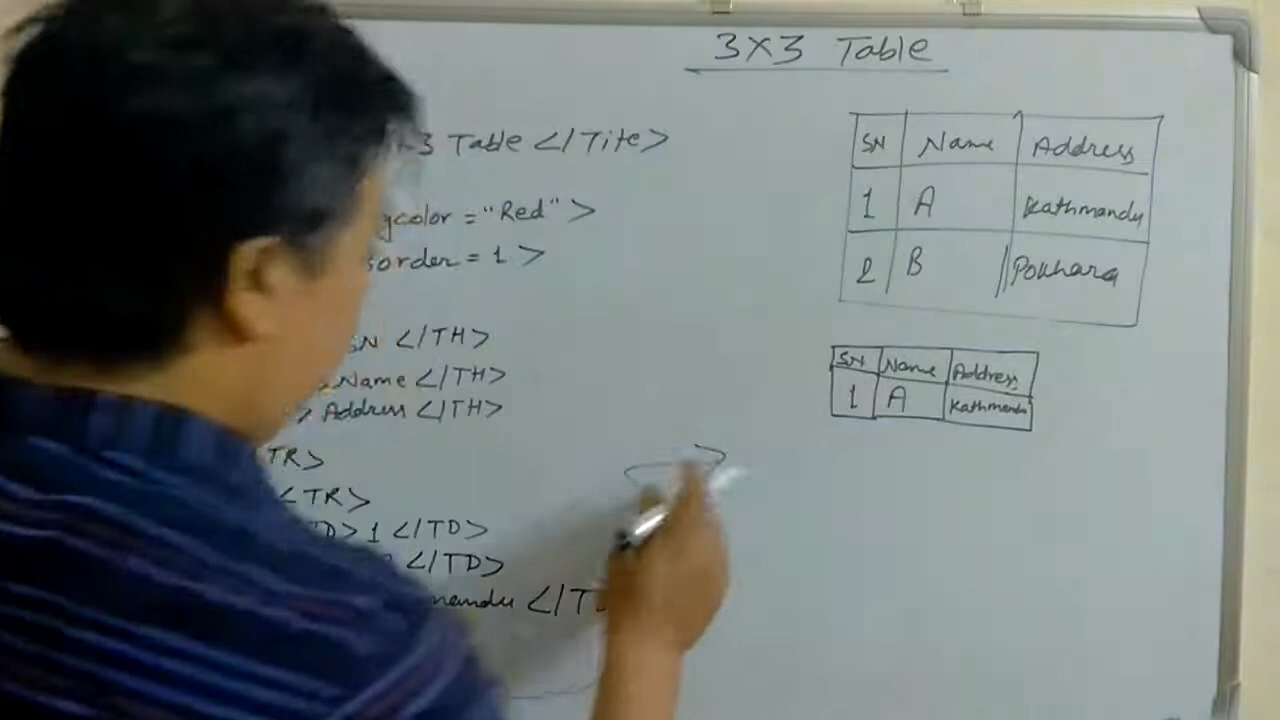 3X3 Table
-3 Table </Tite>
gcolor = "Red" >
border = 1 >
SN </TH>
Name </TH>
> Address </TH>
TR>
<TR>
TD> 1 </TD>
</TD>
mandu </T
SN Name Address
1 A Kathmandu
2 B Pokhara
SN Name Address
1 A Kathmandu